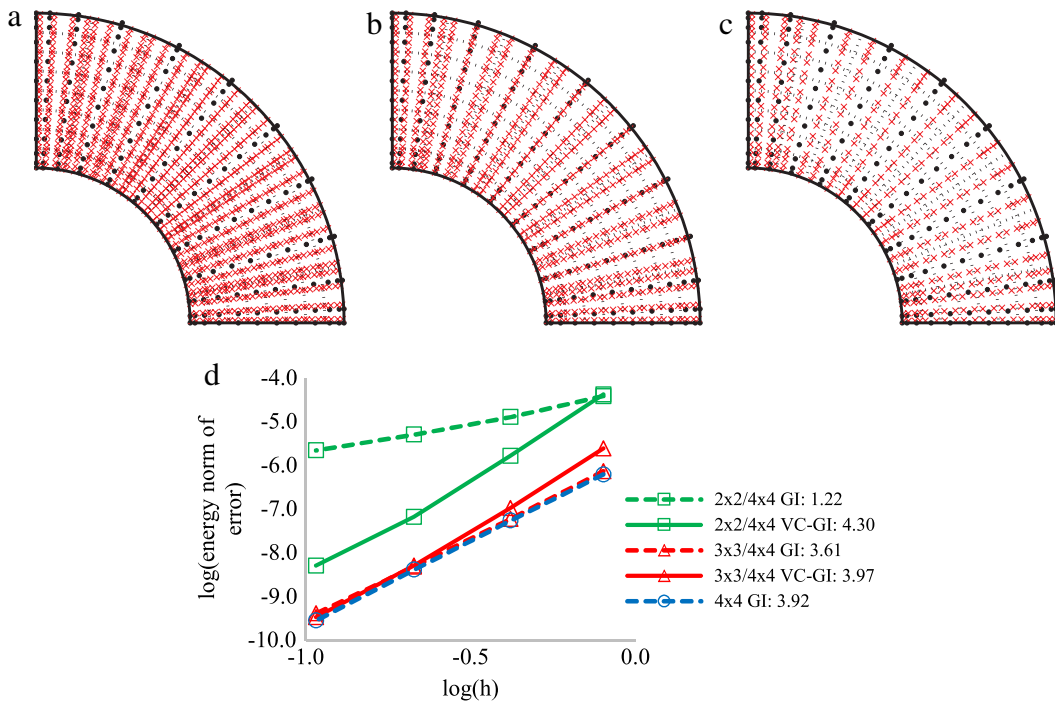 a
b
c
d
log(energy norm of
error)
-4.0
-5.0
-6.0
-7.0
-8.0
-9.0
-10.0
-1.0
-0.5
0.0
log(h)
2x2/4x4 GI: 1.22
2x2/4x4 VC-GI: 4.30
3x3/4x4 GI: 3.61
3x3/4x4 VC-GI: 3.97
4x4 GI: 3.92